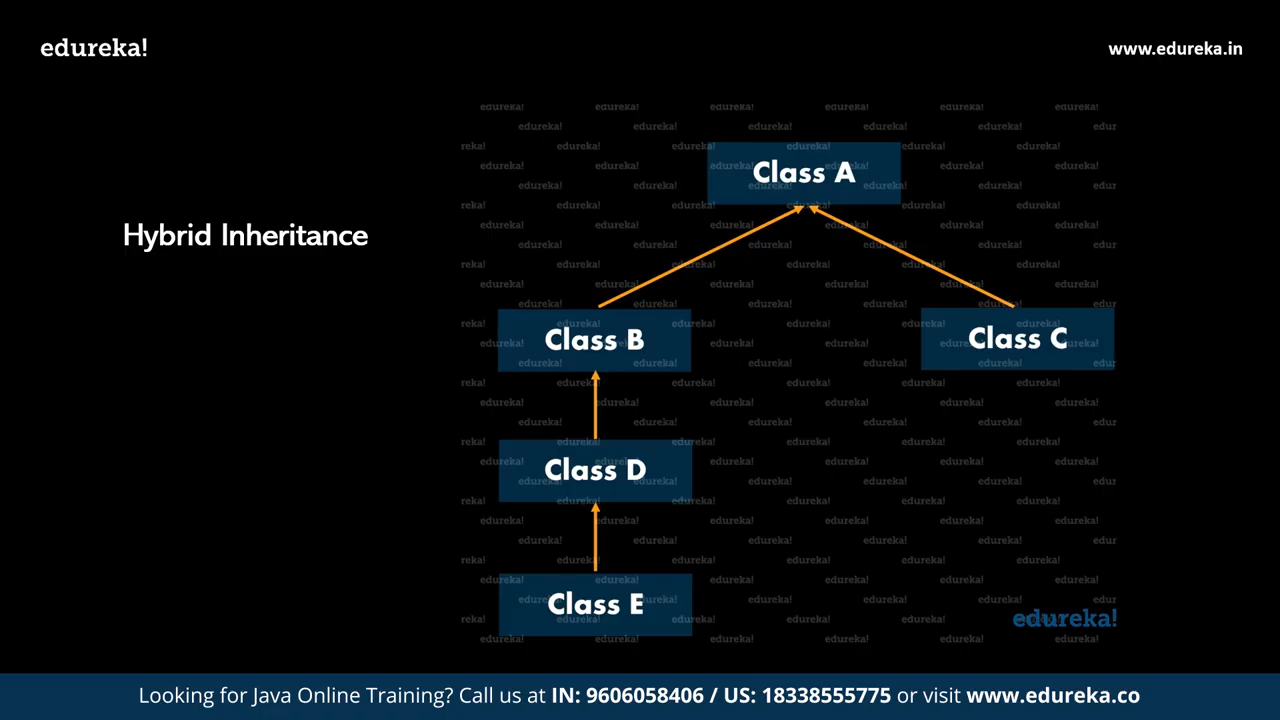 edureka!
www.edureka.in
Hybrid Inheritance
Class A
Class B
Class C
Class D
Class E
edureka!
Looking for Java Online Training? Call us at IN: 9606058406 / US: 18338555775 or visit www.edureka.co